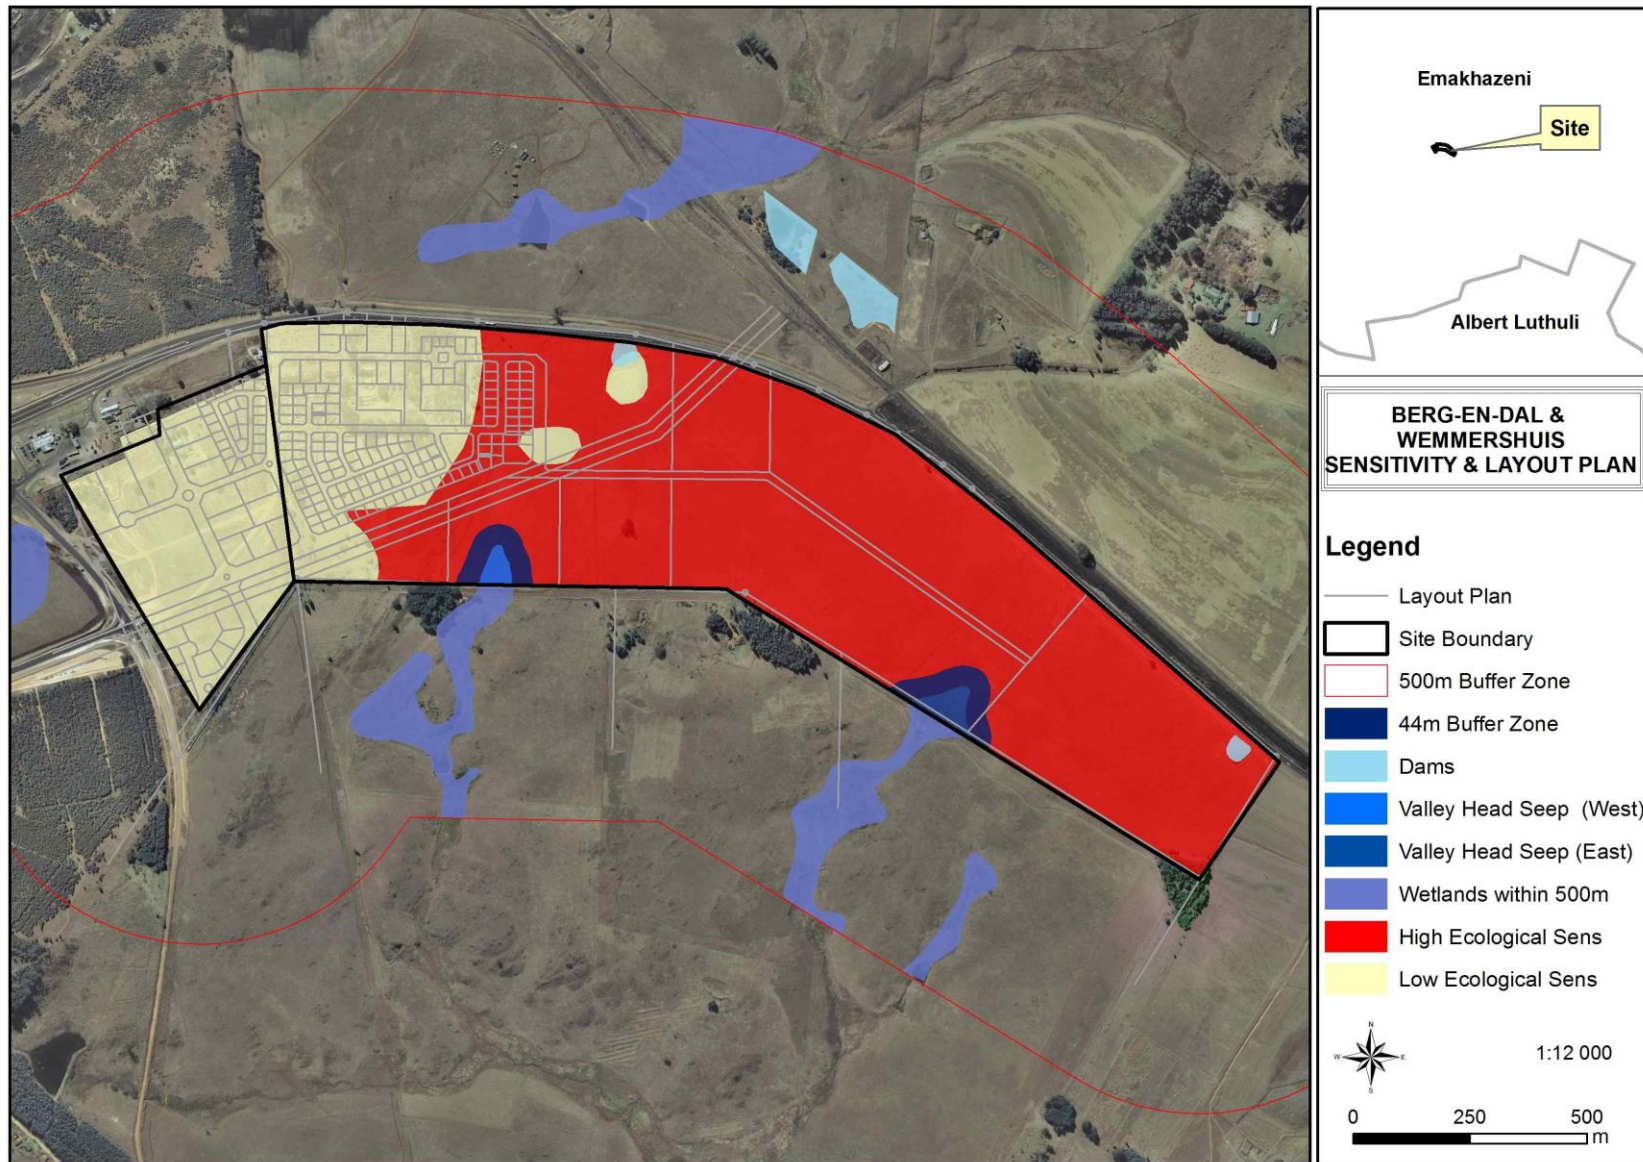 Emakhazeni
Site
Albert Luthuli
BERG-EN-DAL &
WEMMERSHUIS
SENSITIVITY & LAYOUT PLAN
Legend
Layout Plan
Site Boundary
500m Buffer Zone
44m Buffer Zone
Dams
Valley Head Seep (West)
Valley Head Seep (East)
Wetlands within 500m
High Ecological Sens
Low Ecological Sens
N
W E
S
1:12 000
0 250 500
m